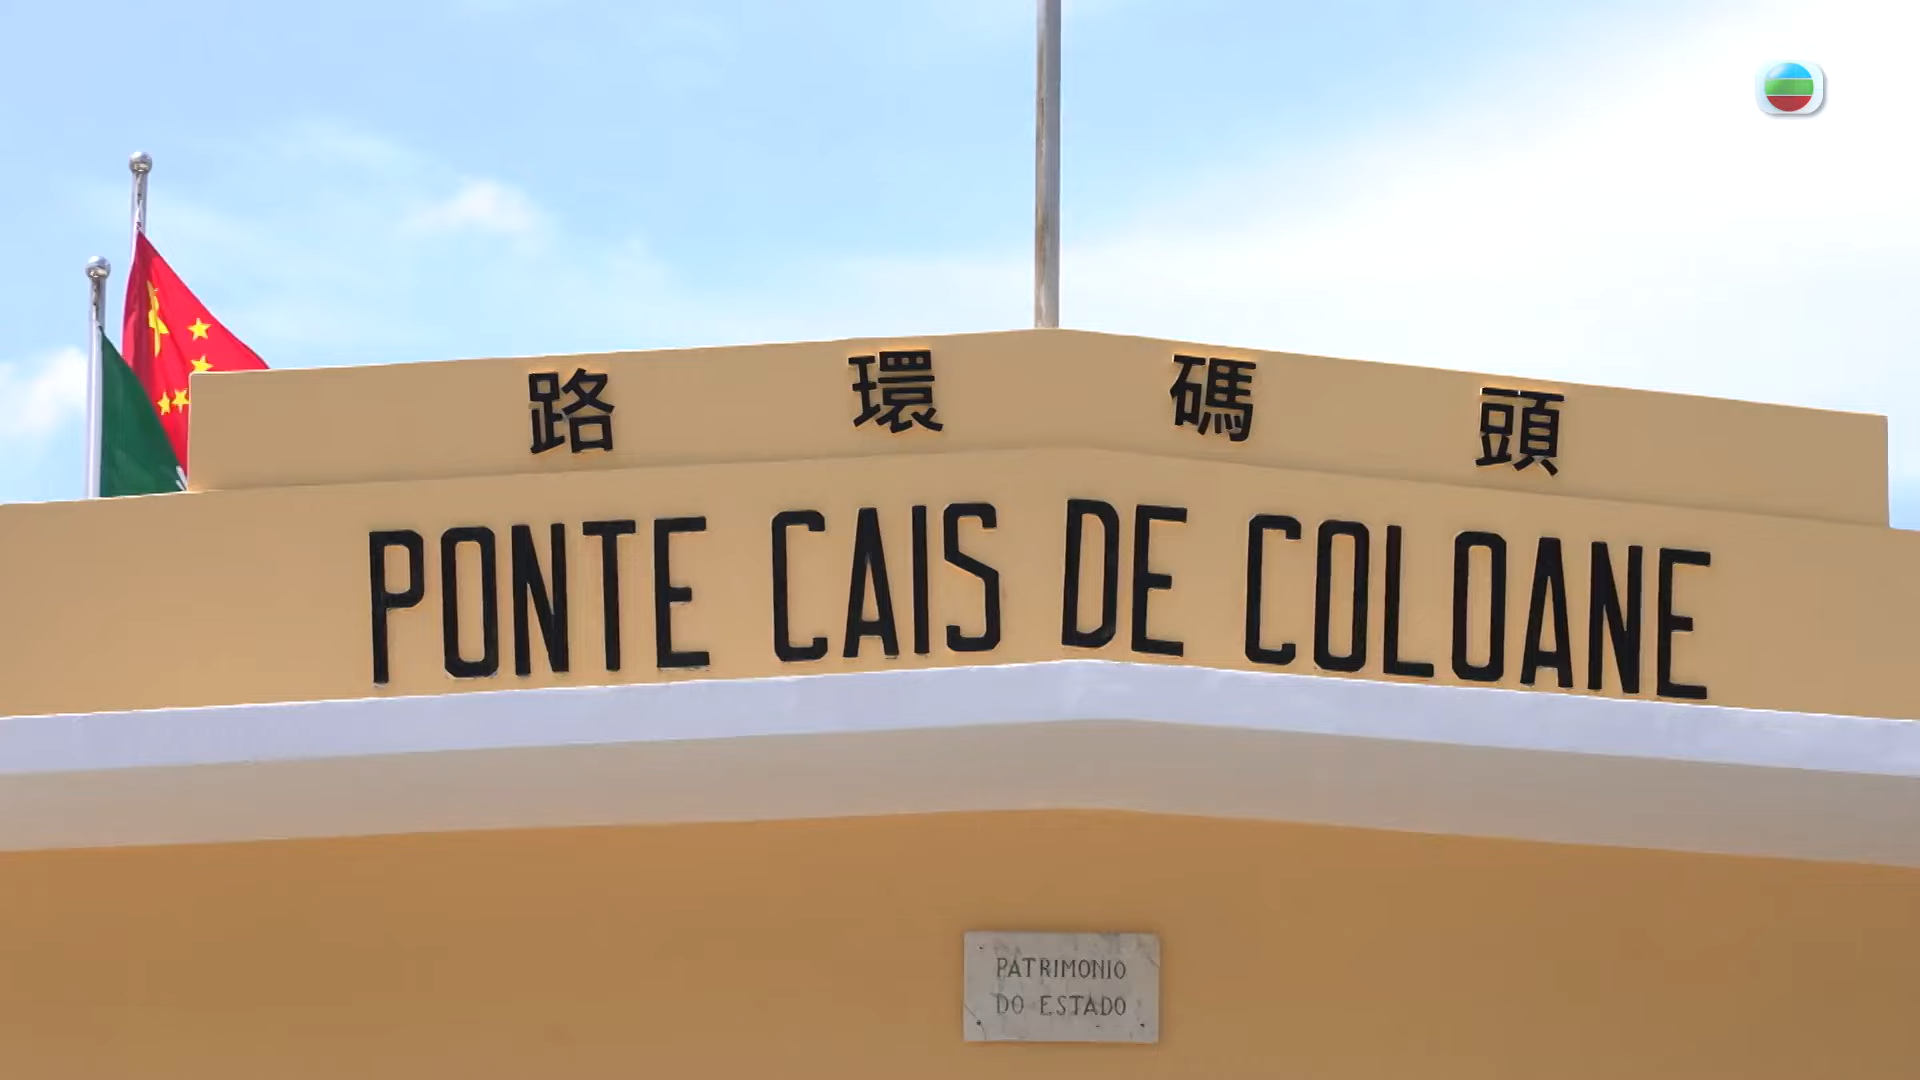 路環碼頭
PONTE CAIS DE COLOANE
PATRIMONIO
DO ESTADO